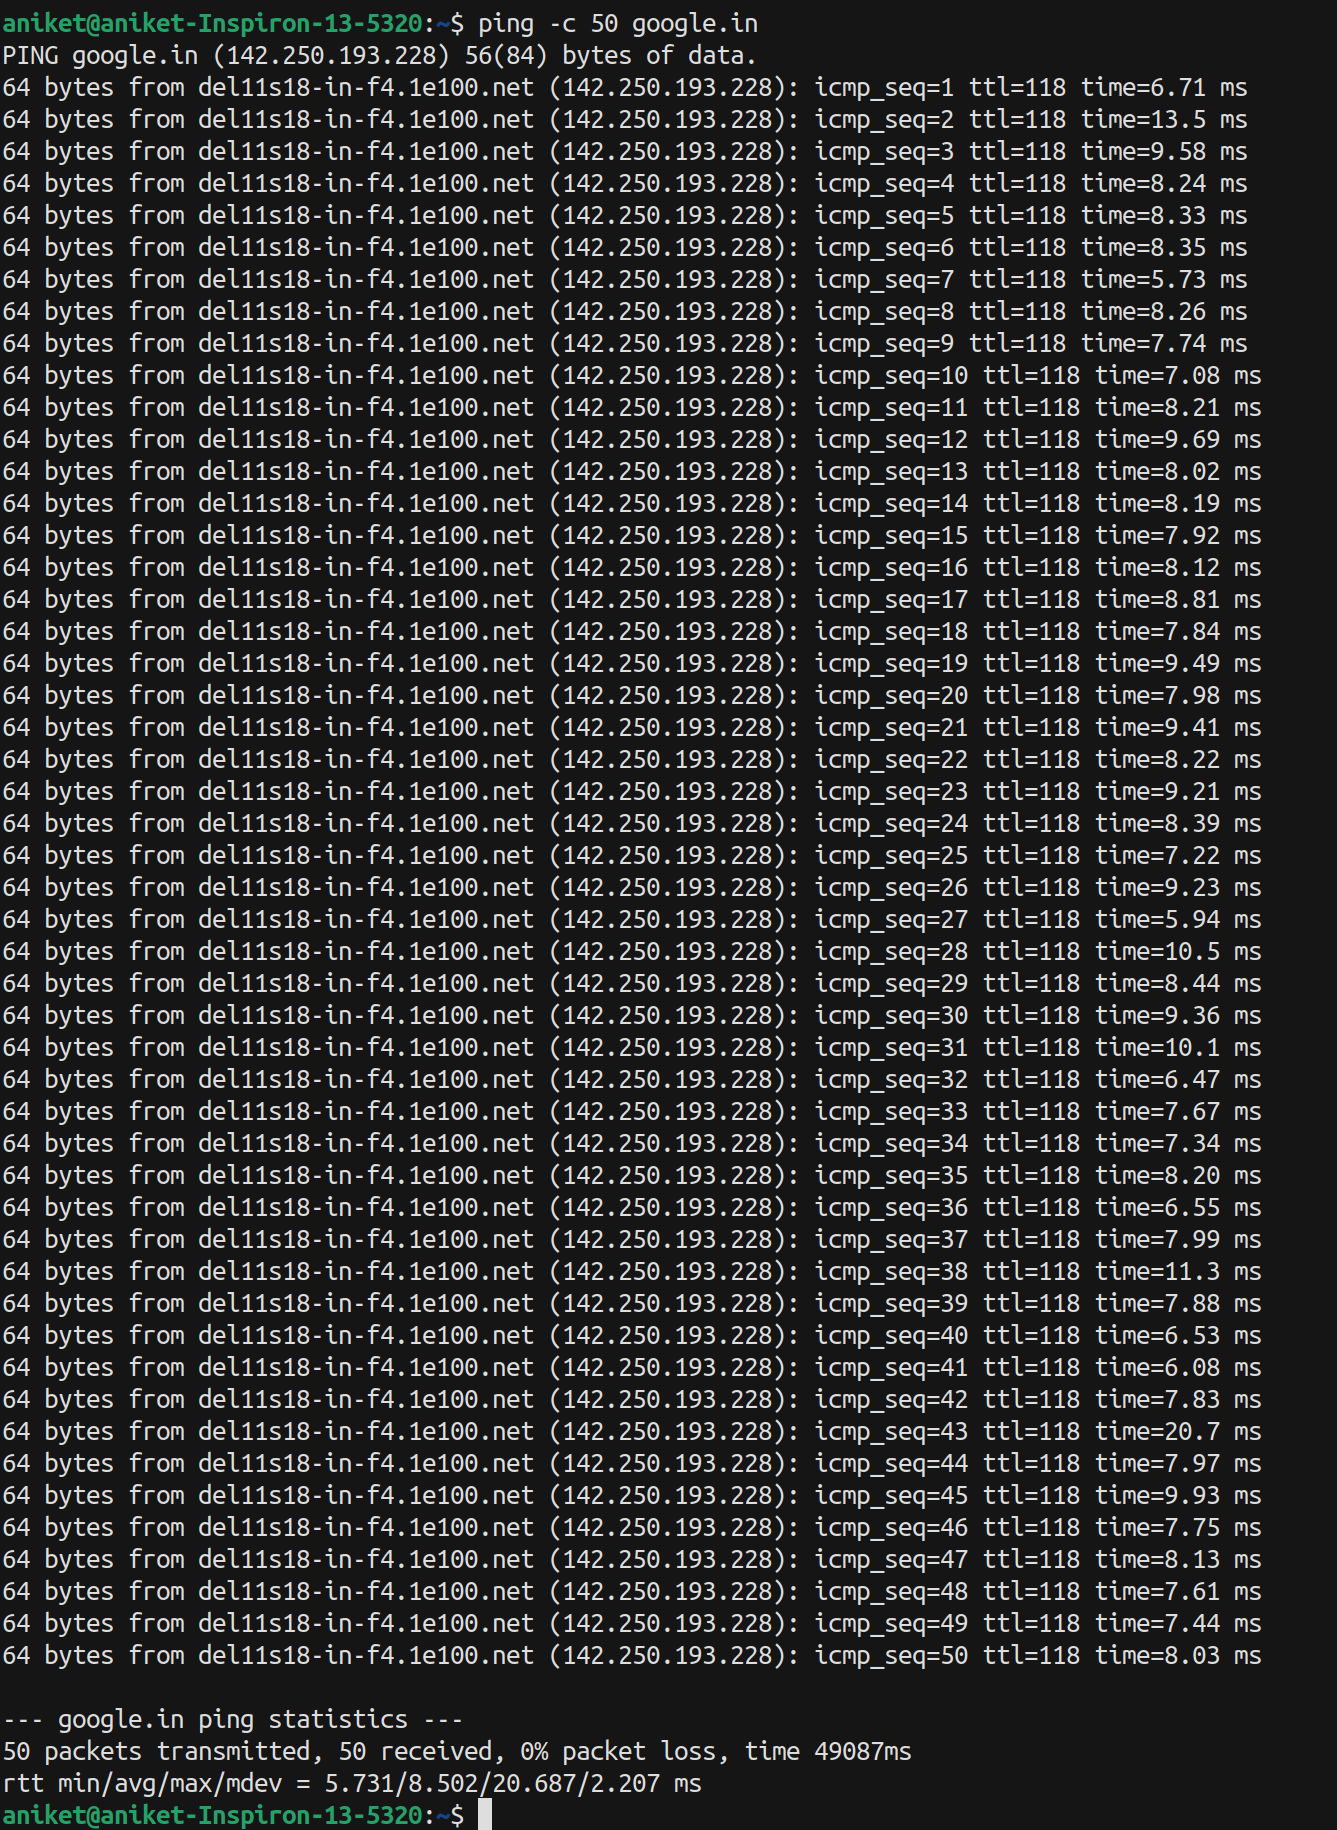 aniket@aniket-Inspiron-13-5320:~$ ping -c 50 google.in
PING google.in (142.250.193.228) 56(84) bytes of data.
64 bytes from del11s18-in-f4.1e100.net (142.250.193.228): icmp_seq=1 ttl=118 time=6.71 ms
64 bytes from del11s18-in-f4.1e100.net (142.250.193.228): icmp_seq=2 ttl=118 time=13.5 ms
64 bytes from del11s18-in-f4.1e100.net (142.250.193.228): icmp_seq=3 ttl=118 time=9.58 ms
64 bytes from del11s18-in-f4.1e100.net (142.250.193.228): icmp_seq=4 ttl=118 time=8.24 ms
64 bytes from del11s18-in-f4.1e100.net (142.250.193.228): icmp_seq=5 ttl=118 time=8.33 ms
64 bytes from del11s18-in-f4.1e100.net (142.250.193.228): icmp_seq=6 ttl=118 time=8.35 ms
64 bytes from del11s18-in-f4.1e100.net (142.250.193.228): icmp_seq=7 ttl=118 time=5.73 ms
64 bytes from del11s18-in-f4.1e100.net (142.250.193.228): icmp_seq=8 ttl=118 time=8.26 ms
64 bytes from del11s18-in-f4.1e100.net (142.250.193.228): icmp_seq=9 ttl=118 time=7.74 ms
64 bytes from del11s18-in-f4.1e100.net (142.250.193.228): icmp_seq=10 ttl=118 time=7.08 ms
64 bytes from del11s18-in-f4.1e100.net (142.250.193.228): icmp_seq=11 ttl=118 time=8.21 ms
64 bytes from del11s18-in-f4.1e100.net (142.250.193.228): icmp_seq=12 ttl=118 time=9.69 ms
64 bytes from del11s18-in-f4.1e100.net (142.250.193.228): icmp_seq=13 ttl=118 time=8.02 ms
64 bytes from del11s18-in-f4.1e100.net (142.250.193.228): icmp_seq=14 ttl=118 time=8.19 ms
64 bytes from del11s18-in-f4.1e100.net (142.250.193.228): icmp_seq=15 ttl=118 time=7.92 ms
64 bytes from del11s18-in-f4.1e100.net (142.250.193.228): icmp_seq=16 ttl=118 time=8.12 ms
64 bytes from del11s18-in-f4.1e100.net (142.250.193.228): icmp_seq=17 ttl=118 time=8.81 ms
64 bytes from del11s18-in-f4.1e100.net (142.250.193.228): icmp_seq=18 ttl=118 time=7.84 ms
64 bytes from del11s18-in-f4.1e100.net (142.250.193.228): icmp_seq=19 ttl=118 time=9.49 ms
64 bytes from del11s18-in-f4.1e100.net (142.250.193.228): icmp_seq=20 ttl=118 time=7.98 ms
64 bytes from del11s18-in-f4.1e100.net (142.250.193.228): icmp_seq=21 ttl=118 time=9.41 ms
64 bytes from del11s18-in-f4.1e100.net (142.250.193.228): icmp_seq=22 ttl=118 time=8.22 ms
64 bytes from del11s18-in-f4.1e100.net (142.250.193.228): icmp_seq=23 ttl=118 time=9.21 ms
64 bytes from del11s18-in-f4.1e100.net (142.250.193.228): icmp_seq=24 ttl=118 time=8.39 ms
64 bytes from del11s18-in-f4.1e100.net (142.250.193.228): icmp_seq=25 ttl=118 time=7.22 ms
64 bytes from del11s18-in-f4.1e100.net (142.250.193.228): icmp_seq=26 ttl=118 time=9.23 ms
64 bytes from del11s18-in-f4.1e100.net (142.250.193.228): icmp_seq=27 ttl=118 time=5.94 ms
64 bytes from del11s18-in-f4.1e100.net (142.250.193.228): icmp_seq=28 ttl=118 time=10.5 ms
64 bytes from del11s18-in-f4.1e100.net (142.250.193.228): icmp_seq=29 ttl=118 time=8.44 ms
64 bytes from del11s18-in-f4.1e100.net (142.250.193.228): icmp_seq=30 ttl=118 time=9.36 ms
64 bytes from del11s18-in-f4.1e100.net (142.250.193.228): icmp_seq=31 ttl=118 time=10.1 ms
64 bytes from del11s18-in-f4.1e100.net (142.250.193.228): icmp_seq=32 ttl=118 time=6.47 ms
64 bytes from del11s18-in-f4.1e100.net (142.250.193.228): icmp_seq=33 ttl=118 time=7.67 ms
64 bytes from del11s18-in-f4.1e100.net (142.250.193.228): icmp_seq=34 ttl=118 time=7.34 ms
64 bytes from del11s18-in-f4.1e100.net (142.250.193.228): icmp_seq=35 ttl=118 time=8.20 ms
64 bytes from del11s18-in-f4.1e100.net (142.250.193.228): icmp_seq=36 ttl=118 time=6.55 ms
64 bytes from del11s18-in-f4.1e100.net (142.250.193.228): icmp_seq=37 ttl=118 time=7.99 ms
64 bytes from del11s18-in-f4.1e100.net (142.250.193.228): icmp_seq=38 ttl=118 time=11.3 ms
64 bytes from del11s18-in-f4.1e100.net (142.250.193.228): icmp_seq=39 ttl=118 time=7.88 ms
64 bytes from del11s18-in-f4.1e100.net (142.250.193.228): icmp_seq=40 ttl=118 time=6.53 ms
64 bytes from del11s18-in-f4.1e100.net (142.250.193.228): icmp_seq=41 ttl=118 time=6.08 ms
64 bytes from del11s18-in-f4.1e100.net (142.250.193.228): icmp_seq=42 ttl=118 time=7.83 ms
64 bytes from del11s18-in-f4.1e100.net (142.250.193.228): icmp_seq=43 ttl=118 time=20.7 ms
64 bytes from del11s18-in-f4.1e100.net (142.250.193.228): icmp_seq=44 ttl=118 time=7.97 ms
64 bytes from del11s18-in-f4.1e100.net (142.250.193.228): icmp_seq=45 ttl=118 time=9.93 ms
64 bytes from del11s18-in-f4.1e100.net (142.250.193.228): icmp_seq=46 ttl=118 time=7.75 ms
64 bytes from del11s18-in-f4.1e100.net (142.250.193.228): icmp_seq=47 ttl=118 time=8.13 ms
64 bytes from del11s18-in-f4.1e100.net (142.250.193.228): icmp_seq=48 ttl=118 time=7.61 ms
64 bytes from del11s18-in-f4.1e100.net (142.250.193.228): icmp_seq=49 ttl=118 time=7.44 ms
64 bytes from del11s18-in-f4.1e100.net (142.250.193.228): icmp_seq=50 ttl=118 time=8.03 ms

--- google.in ping statistics ---
50 packets transmitted, 50 received, 0% packet loss, time 49087ms
rtt min/avg/max/mdev = 5.731/8.502/20.687/2.207 ms
aniket@aniket-Inspiron-13-5320:~$